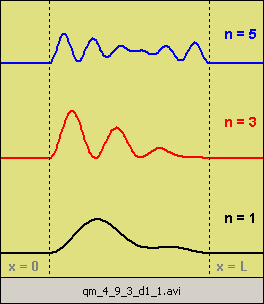 n = 5
n = 3
n = 1
x = 0
x = L
qm_4_9_3_d1_1.avi